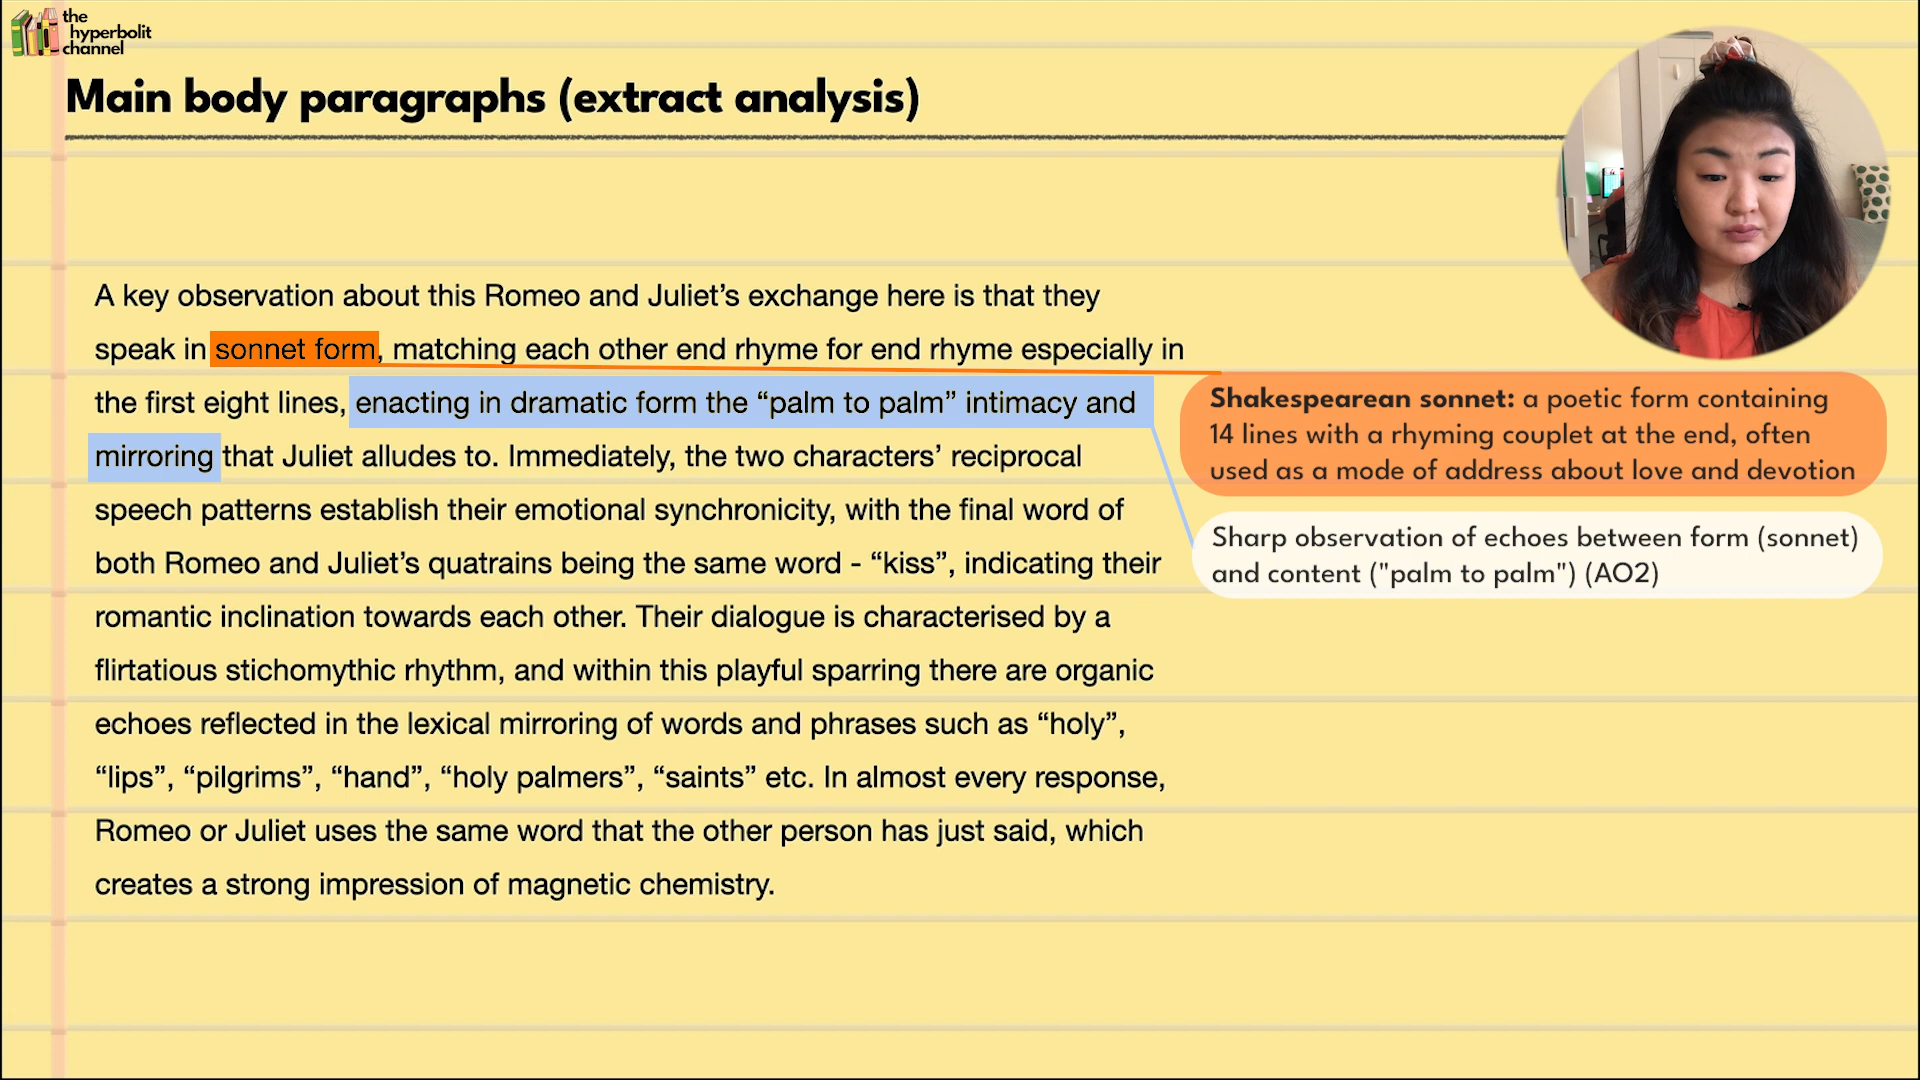 the
hyperbolit
channel
Main body paragraphs (extract analysis)
A key observation about this Romeo and Juliet’s exchange here is that they
speak in sonnet form, matching each other end rhyme for end rhyme especially in
the first eight lines, enacting in dramatic form the “palm to palm” intimacy and
mirroring that Juliet alludes to. Immediately, the two characters’ reciprocal
speech patterns establish their emotional synchronicity, with the final word of
both Romeo and Juliet’s quatrains being the same word - “kiss”, indicating their
romantic inclination towards each other. Their dialogue is characterised by a
flirtatious stichomythic rhythm, and within this playful sparring there are organic
echoes reflected in the lexical mirroring of words and phrases such as “holy”,
“lips”, “pilgrims”, “hand”, “holy palmers”, “saints” etc. In almost every response,
Romeo or Juliet uses the same word that the other person has just said, which
creates a strong impression of magnetic chemistry.
Shakespearean sonnet: a poetic form containing
14 lines with a rhyming couplet at the end, often
used as a mode of address about love and devotion
Sharp observation of echoes between form (sonnet)
and content ("palm to palm") (AO2)